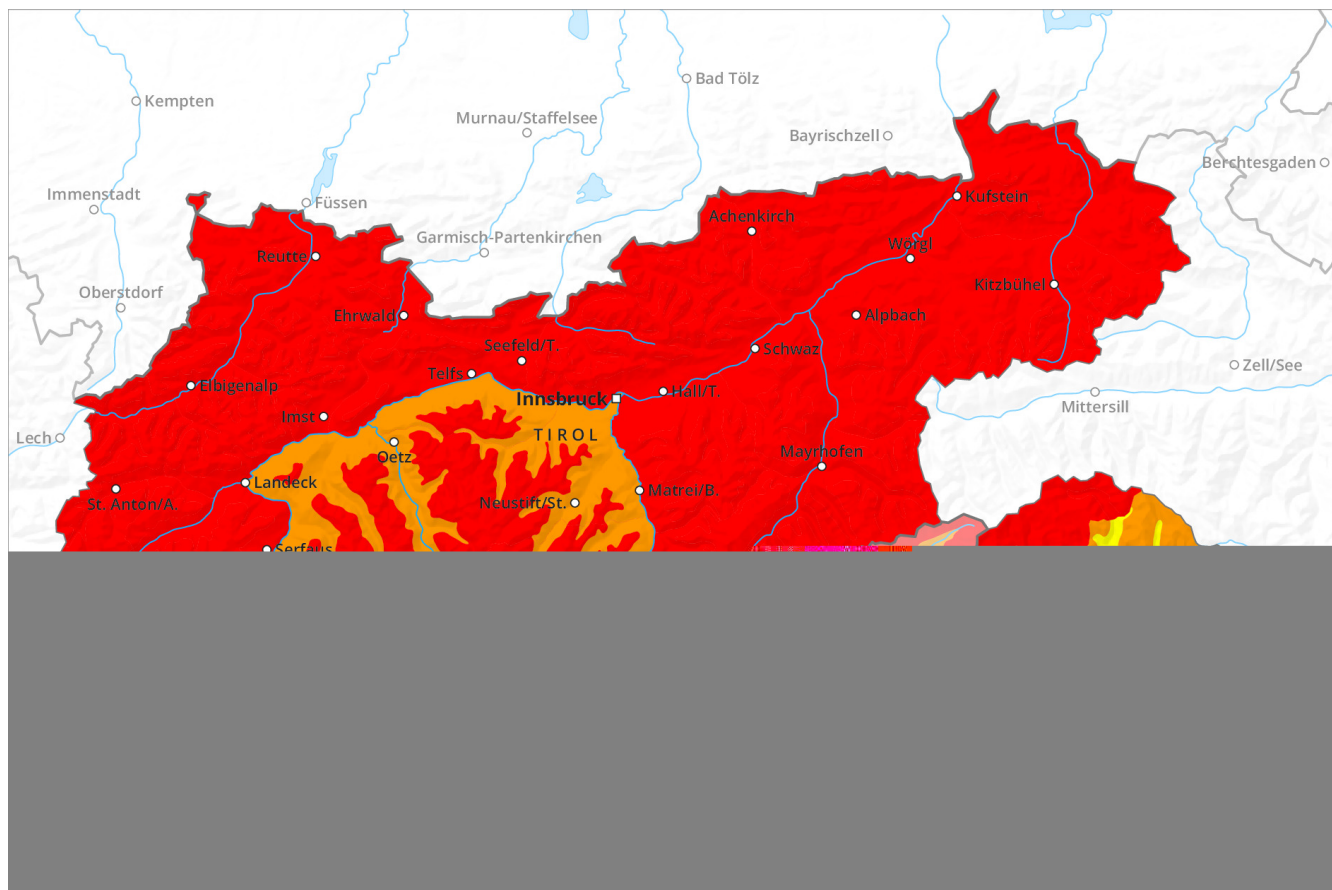 Bad Tölz
Kempten
Murnau/Staffelsee
Bayrischzell
Berchtesgaden
Immenstadt
Füssen
Kufstein
Achenkirch
Garmisch-Partenkirchen
Wörgl
Reutte
Kitzbühel
Oberstdorf
Ehrwald
Alpbach
Seefeld/T.
Schwaz
Zell/See
Telfs
Elbigenalp
Hall/T.
Innsbruck
Mittersill
Imst
TIROL
Lech
Oetz
Mayrhofen
Landeck
Matrei/B.
St. Anton/A.
Neustift/St.
Serfaus